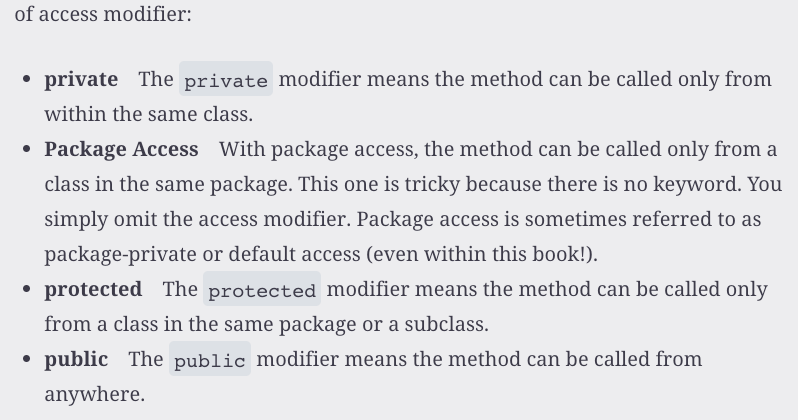 of access modifier:
• private The private modifier means the method can be called only from
within the same class.
• Package Access With package access, the method can be called only from a
class in the same package. This one is tricky because there is no keyword. You
simply omit the access modifier. Package access is sometimes referred to as
package-private or default access (even within this book!).
• protected The protected modifier means the method can be called only
from a class in the same package or a subclass.
• public The public modifier means the method can be called from
anywhere.